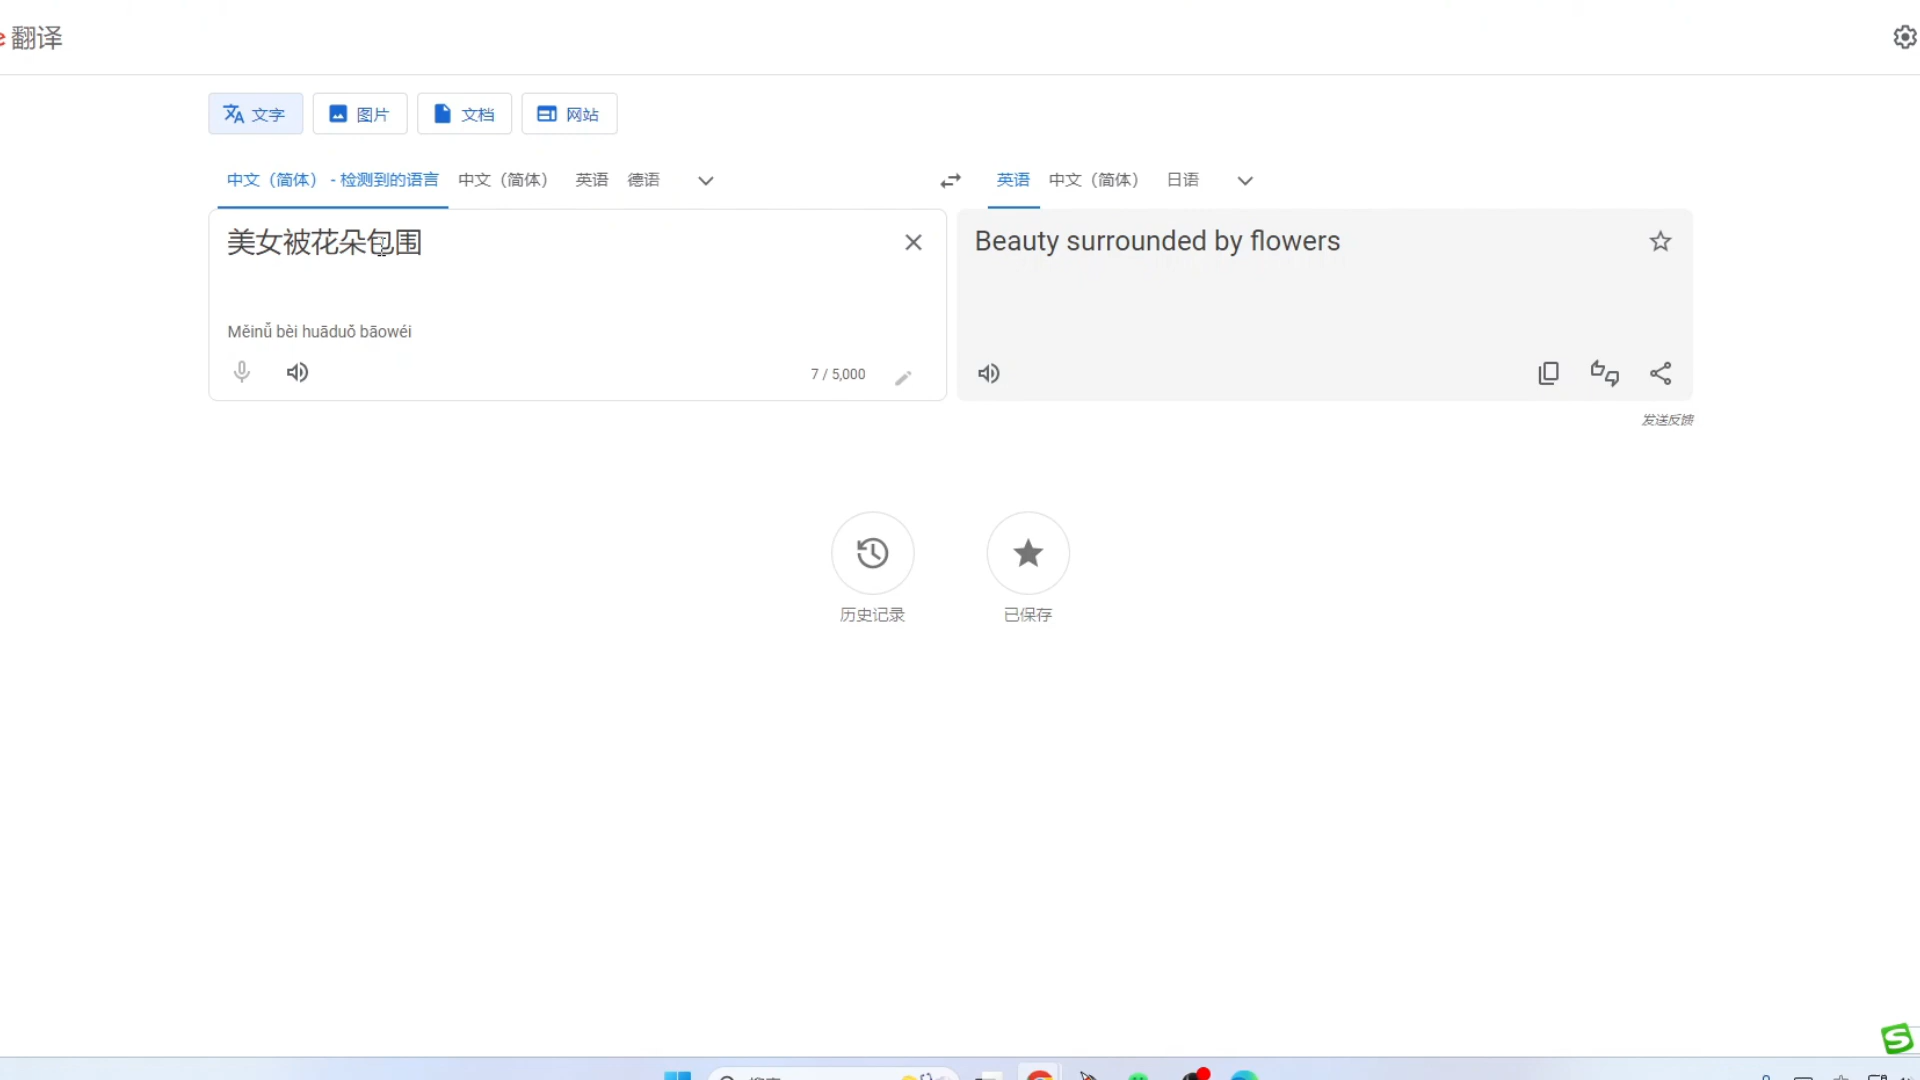 翻译
文字 图片 文档 网站
中文（简体） - 检测到的语言 中文（简体） 英语 德语 英语 中文（简体） 日语
美女被花朵包围
Beauty surrounded by flowers
Měinǚ bèi huāduǒ bāowéi
7 / 5,000
发送反馈
历史记录 已保存